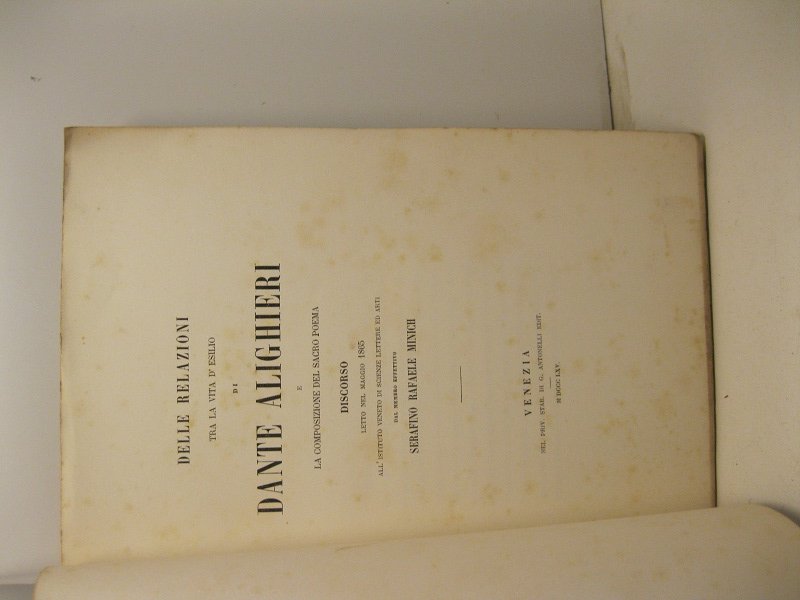 DELLE RELAZIONI
TRA LA VITA D'ESILIO
DI
DANTE ALIGHIERI
E
LA COMPOSIZIONE DEL SACRO POEMA
DISCORSO
LETTO NEL MAGGIO 1865
ALL'ISTITUTO VENETO DI SCIENZE LETTERE ED ARTI
DAL MEMBRO EFFETTIVO
SERAFINO RAFAELE MINICH
VENEZIA
NEL PRIV. STAB. DI G. ANTONELLI EDIT.
MDCCCLXV.